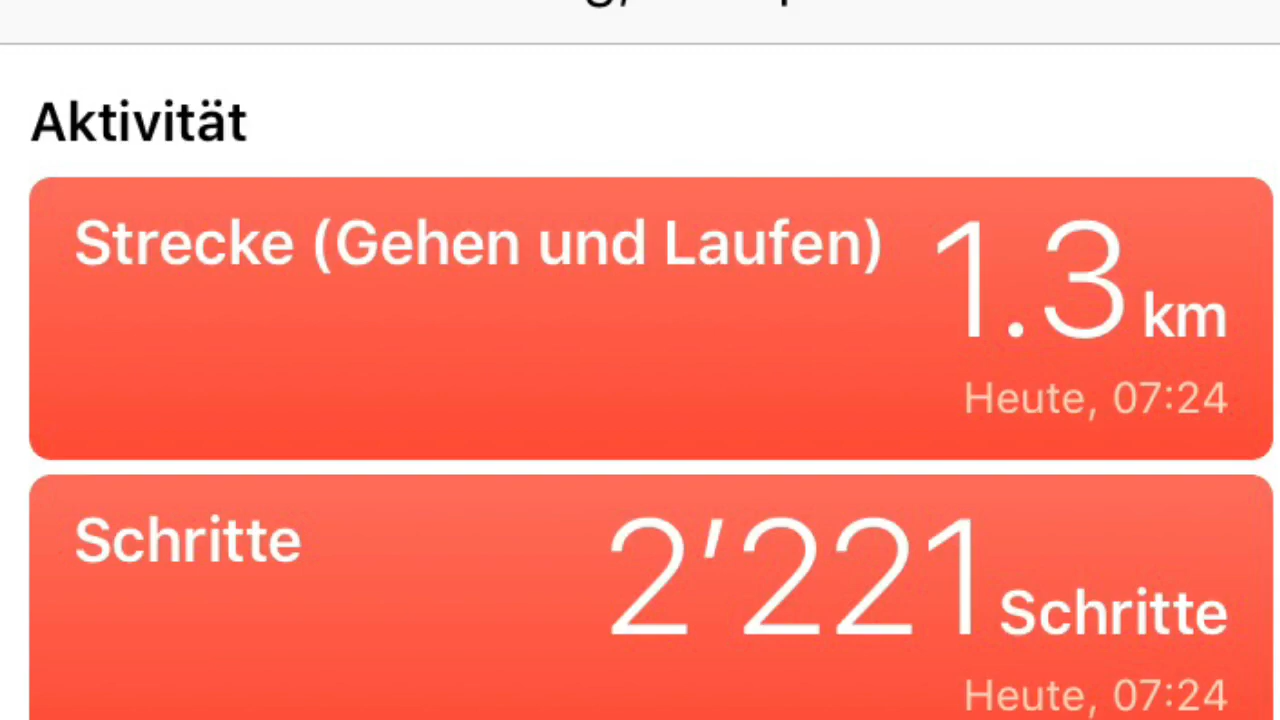 Aktivität
Strecke (Gehen und Laufen) 1.3 km
Heute, 07:24
Schritte 2’221 Schritte
Heute, 07:24